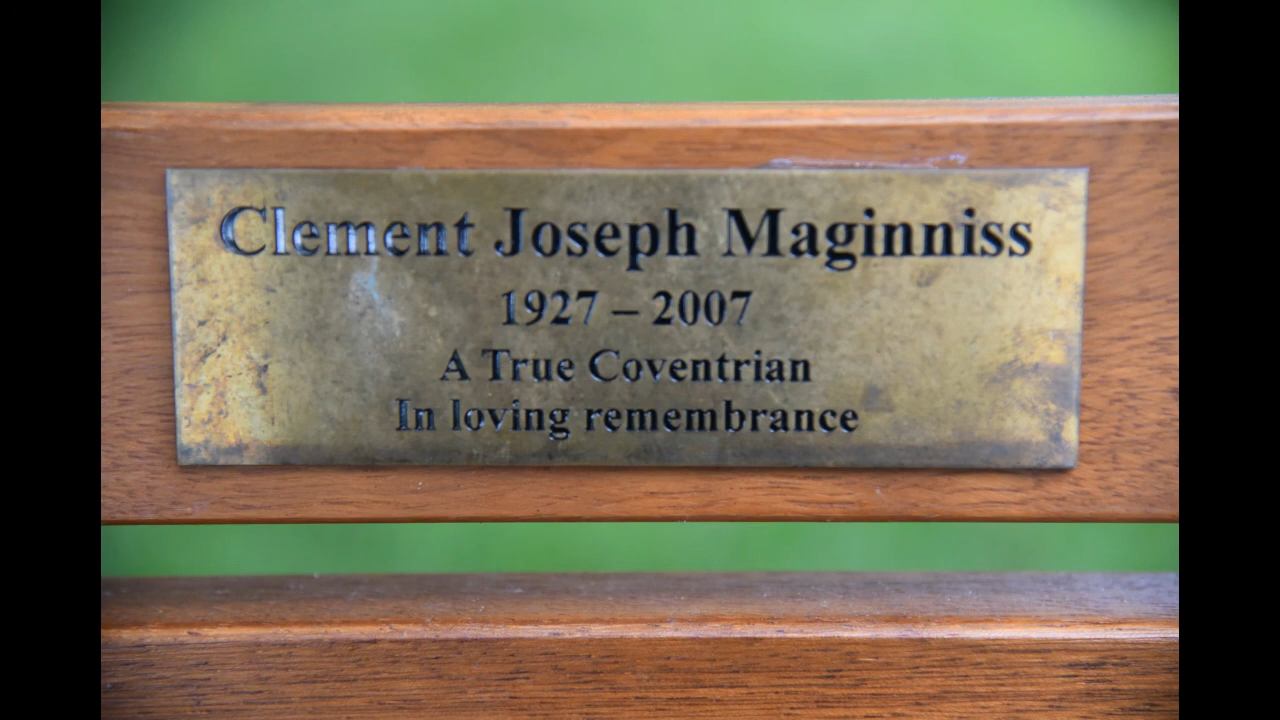 Clement Joseph Maginniss
1927 – 2007
A True Coventrian
In loving remembrance